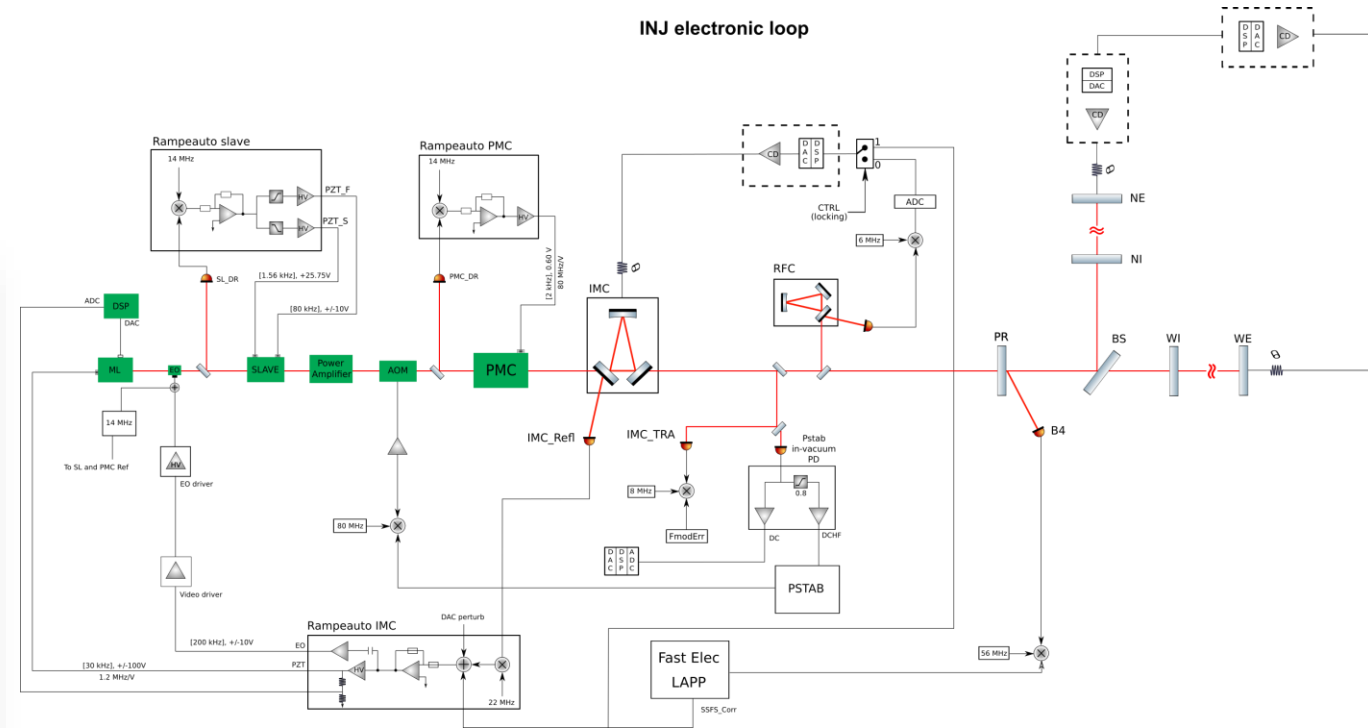 INJ electronic loop
D
S
P
D
A
C
CD
DSP
DAC
CD
Rampeauto slave
14 MHz
HV
PZT_F
HV
PZT_S
SL_DR
[1.56 kHz], +25.75V
[80 kHz], +/-10V
Rampeauto PMC
14 MHz
HV
PMC_DR
[2 kHz], 0.60 V
80 MHz/V
CD
D
A
C
D
S
P
1
0
CTRL
(locking)
ADC
6 MHz
RFC
IMC
NE
NI
ADC
DSP
DAC
ML
EO
SLAVE
Power
Amplifier
AOM
PMC
PR
BS
WI
WE
14 MHz
To SL and PMC Ref
HV
EO driver
Video driver
IMC_Refl
IMC_TRA
Pstab
in-vacuum
PD
B4
8 MHz
FmodErr
0.8
DC
DCHF
80 MHz
D
A
C
D
S
P
A
D
C
PSTAB
DAC perturb
Rampeauto IMC
[200 kHz], +/-10V
EO
PZT
[30 kHz], +/-100V
1.2 MHz/V
HV
22 MHz
Fast Elec
LAPP
SSFS_Corr
56 MHz